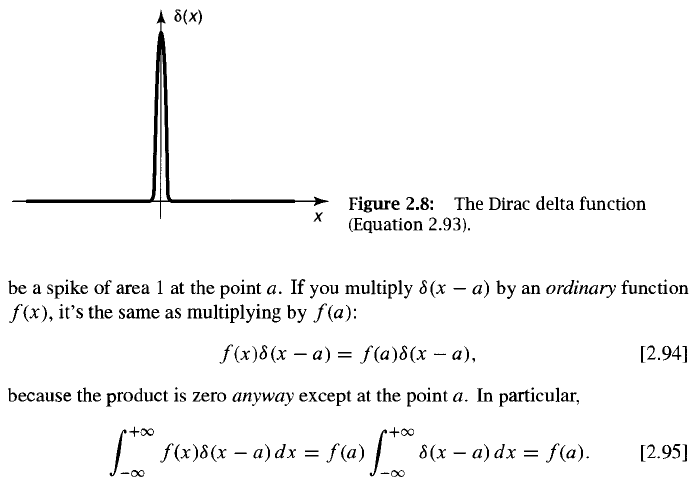 δ(x)
x
Figure 2.8: The Dirac delta function
(Equation 2.93).
be a spike of area 1 at the point a. If you multiply δ(x − a) by an ordinary function
f(x), it's the same as multiplying by f(a):
f(x)δ(x − a) = f(a)δ(x − a), [2.94]
because the product is zero anyway except at the point a. In particular,
∫_{−∞}^{+∞} f(x)δ(x − a) dx = f(a) ∫_{−∞}^{+∞} δ(x − a) dx = f(a). [2.95]